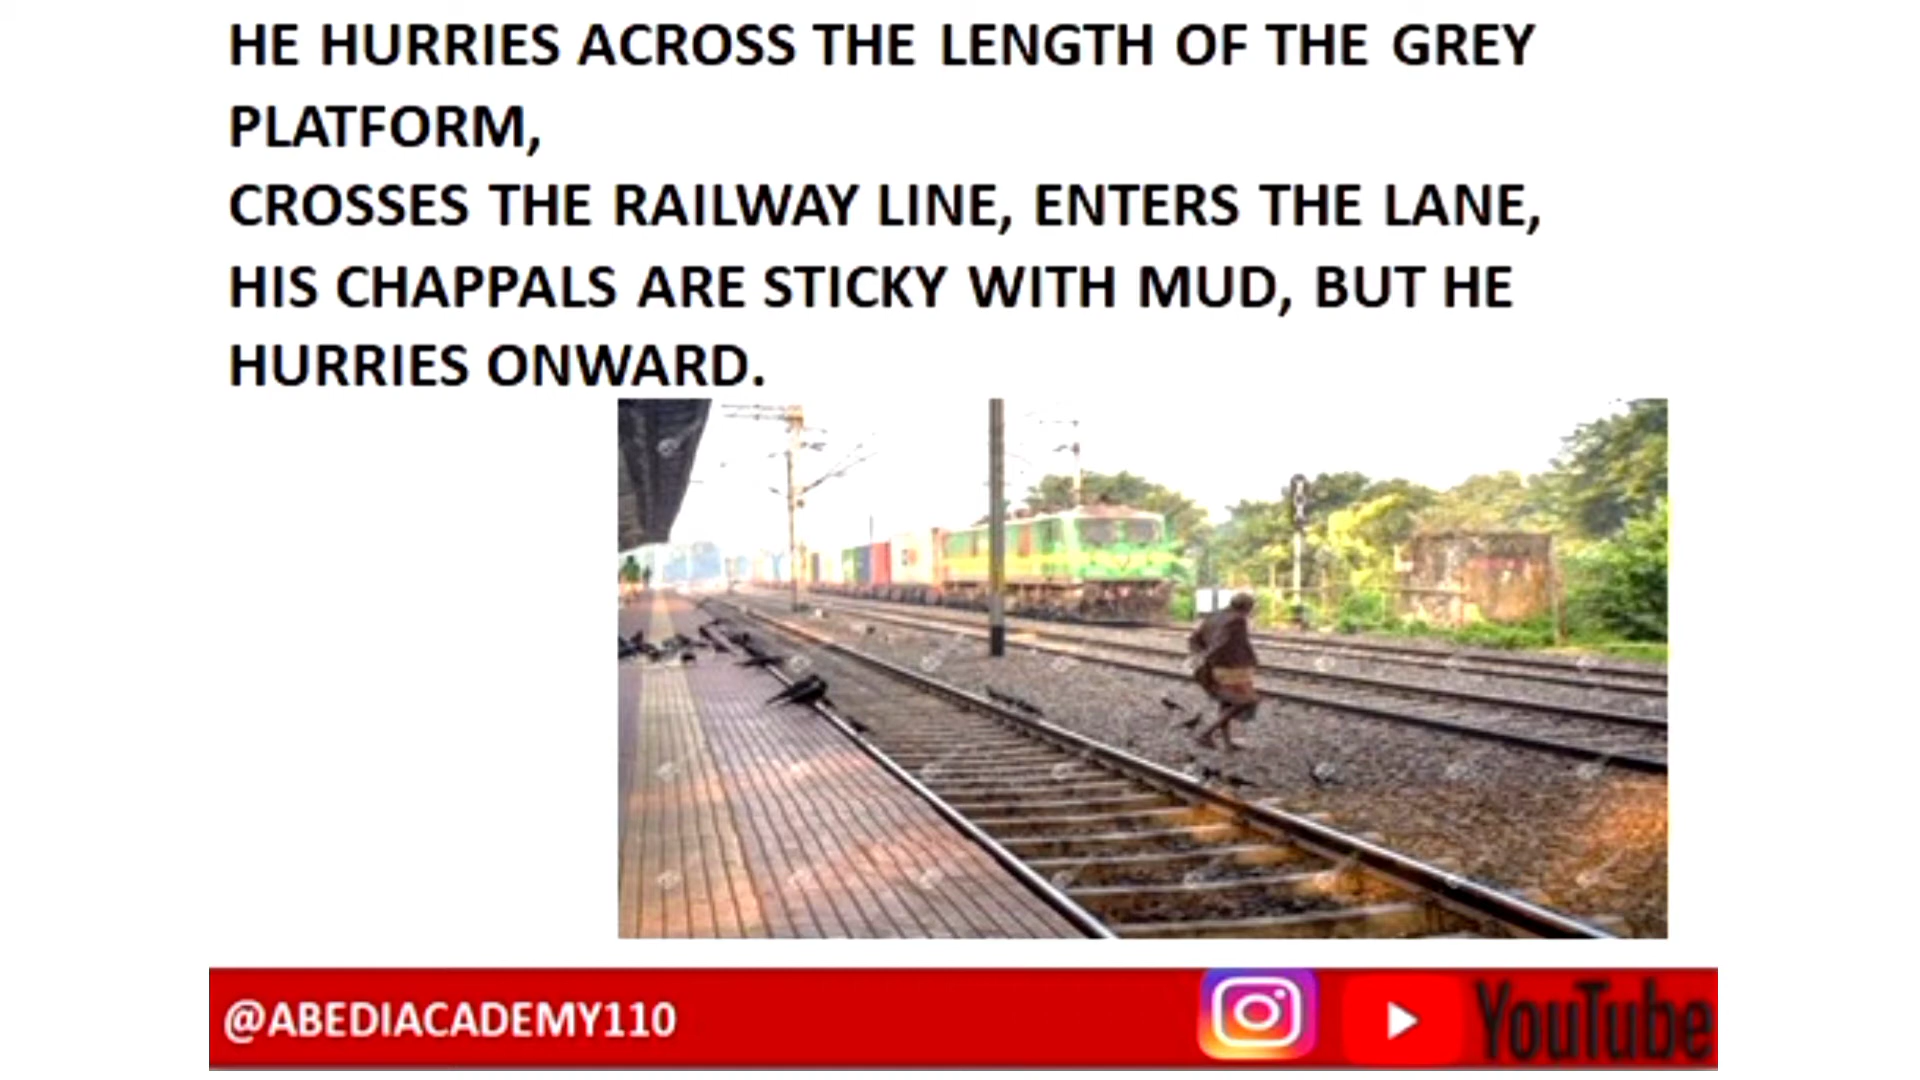 HE HURRIES ACROSS THE LENGTH OF THE GREY
PLATFORM,
CROSSES THE RAILWAY LINE, ENTERS THE LANE,
HIS CHAPPALS ARE STICKY WITH MUD, BUT HE
HURRIES ONWARD.
@ABEDIACADEMY110
YouTube